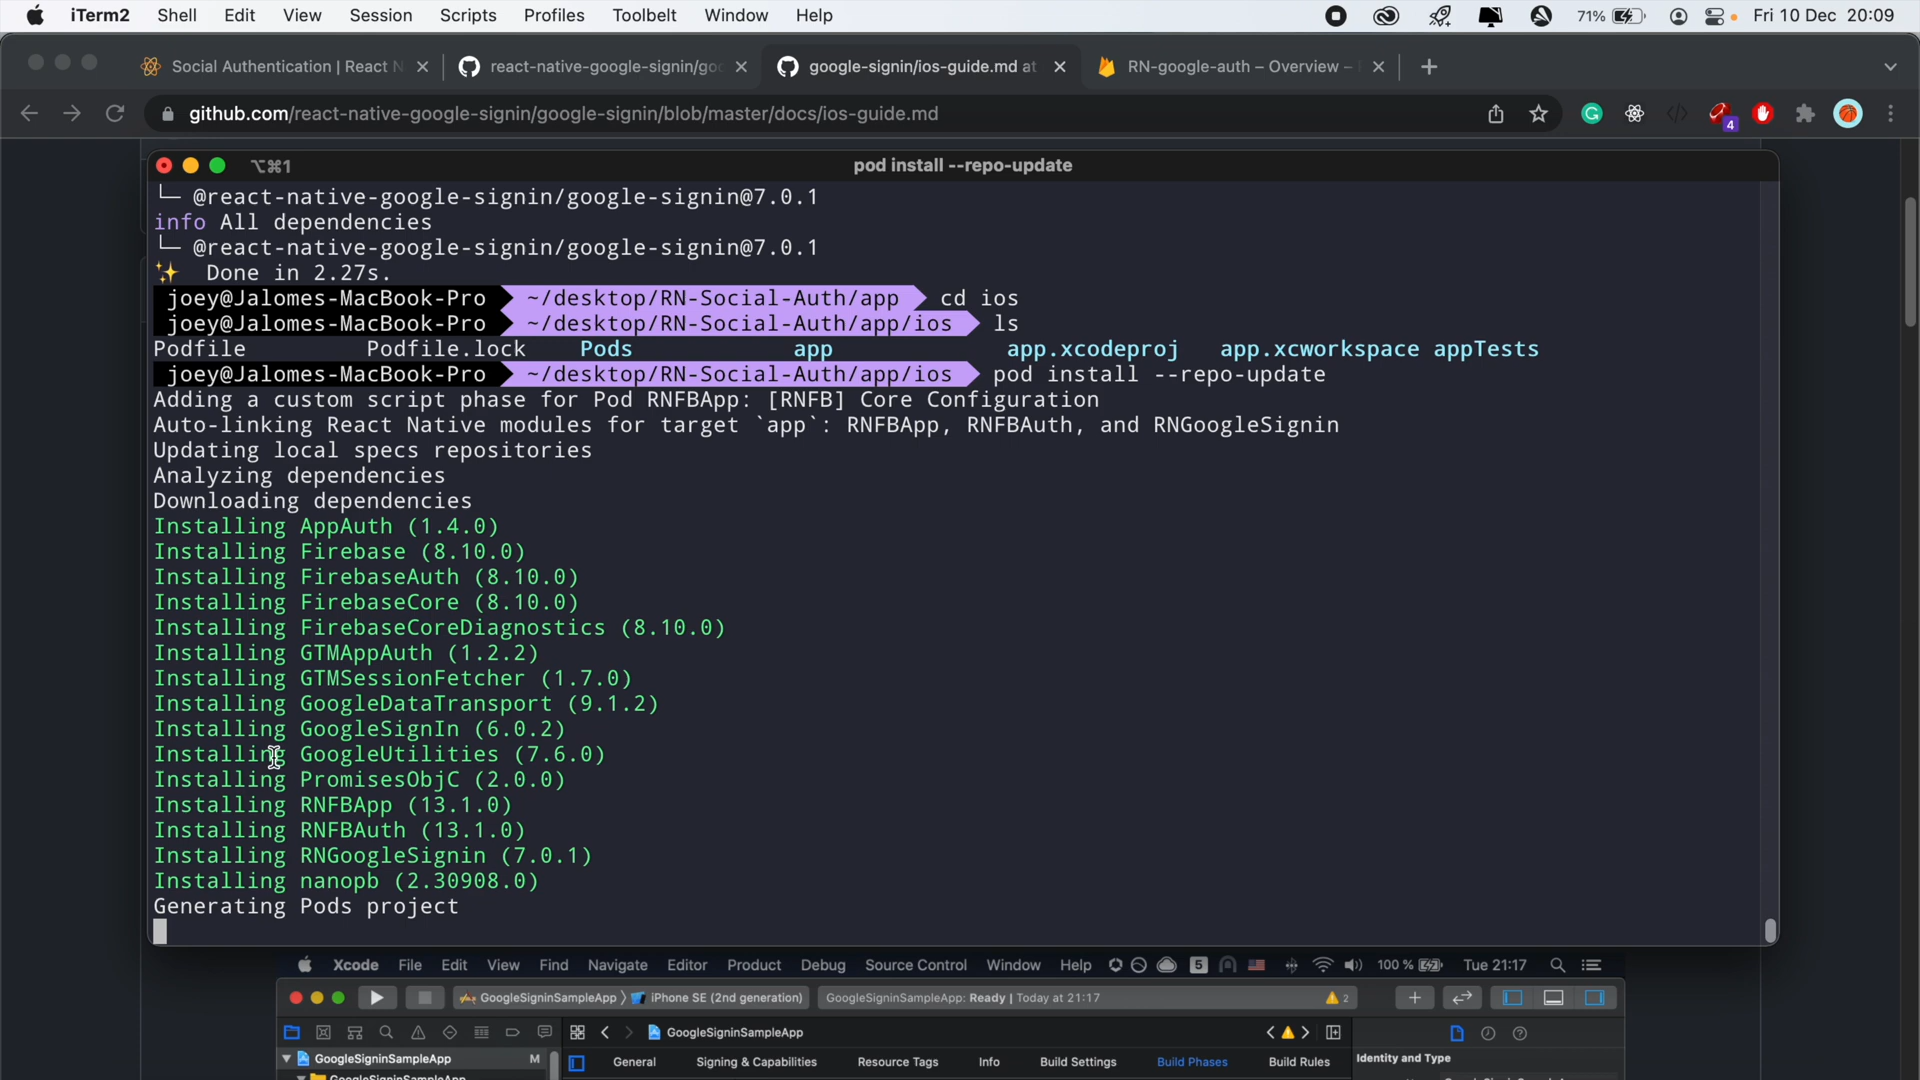 iTerm2 Shell Edit View Session Scripts Profiles Toolbelt Window Help 71% Fri 10 Dec 20:09
Social Authentication | React N react-native-google-signin/goo google-signin/ios-guide.md at RN-google-auth – Overview –
github.com/react-native-google-signin/google-signin/blob/master/docs/ios-guide.md 4
⌥⌘1 pod install --repo-update
└─ @react-native-google-signin/google-signin@7.0.1
info All dependencies
└─ @react-native-google-signin/google-signin@7.0.1
✨ Done in 2.27s.
joey@Jalomes-MacBook-Pro ~/desktop/RN-Social-Auth/app cd ios
joey@Jalomes-MacBook-Pro ~/desktop/RN-Social-Auth/app/ios ls
Podfile Podfile.lock Pods app app.xcodeproj app.xcworkspace appTests
joey@Jalomes-MacBook-Pro ~/desktop/RN-Social-Auth/app/ios pod install --repo-update
Adding a custom script phase for Pod RNFBApp: [RNFB] Core Configuration
Auto-linking React Native modules for target `app`: RNFBApp, RNFBAuth, and RNGoogleSignin
Updating local specs repositories
Analyzing dependencies
Downloading dependencies
Installing AppAuth (1.4.0)
Installing Firebase (8.10.0)
Installing FirebaseAuth (8.10.0)
Installing FirebaseCore (8.10.0)
Installing FirebaseCoreDiagnostics (8.10.0)
Installing GTMAppAuth (1.2.2)
Installing GTMSessionFetcher (1.7.0)
Installing GoogleDataTransport (9.1.2)
Installing GoogleSignIn (6.0.2)
Installing GoogleUtilities (7.6.0)
Installing PromisesObjC (2.0.0)
Installing RNFBApp (13.1.0)
Installing RNFBAuth (13.1.0)
Installing RNGoogleSignin (7.0.1)
Installing nanopb (2.30908.0)
Generating Pods project
Xcode File Edit View Find Navigate Editor Product Debug Source Control Window Help 5 100 % Tue 21:17
GoogleSigninSampleApp iPhone SE (2nd generation) GoogleSigninSampleApp: Ready | Today at 21:17 2
GoogleSigninSampleApp
GoogleSigninSampleApp M General Signing & Capabilities Resource Tags Info Build Settings Build Phases Build Rules Identity and Type
GoogleSigninSampleApp